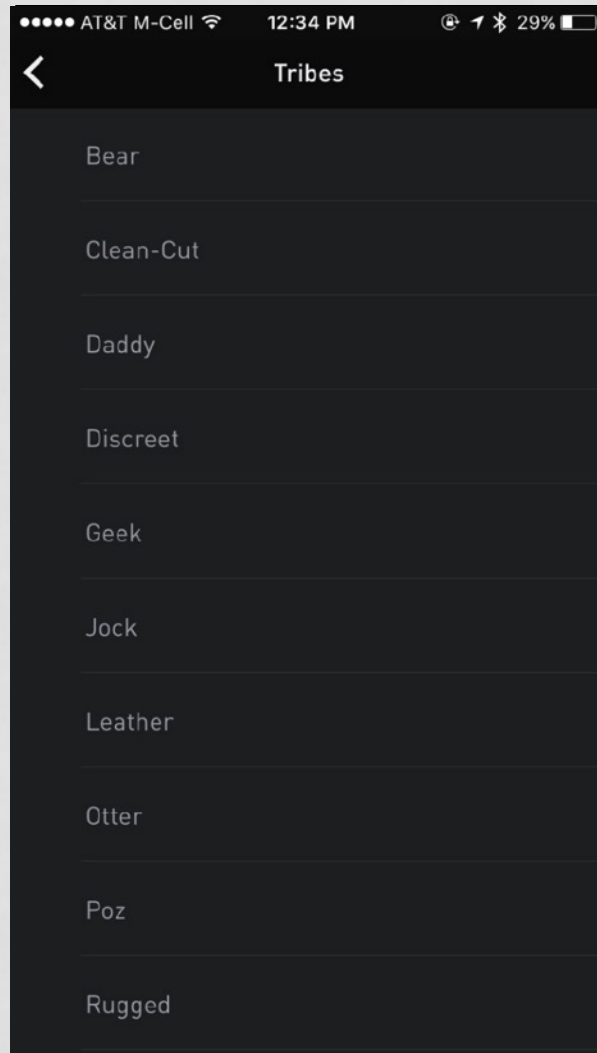 AT&T M-Cell 12:34 PM 29%
Tribes
Bear
Clean-Cut
Daddy
Discreet
Geek
Jock
Leather
Otter
Poz
Rugged